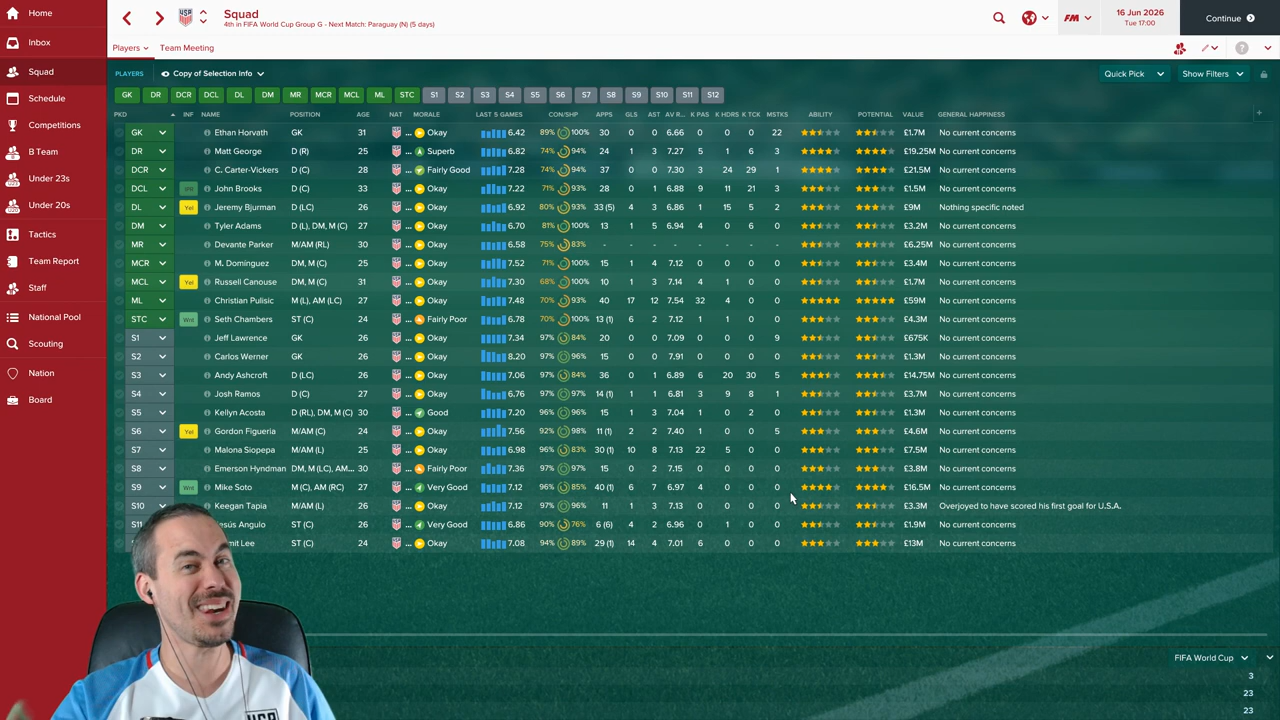 Home
Inbox
Squad
Schedule
Competitions
B Team
Under 23s
Under 20s
Tactics
Team Report
Staff
National Pool
Scouting
Nation
Board
Squad
4th in FIFA World Cup Group G - Next Match: Paraguay (N) (5 days)
FM
16 Jun 2026
Tue 17:00
Continue
Players Team Meeting
PLAYERS Copy of Selection Info Quick Pick Show Filters
GK DR DCR DCL DL DM MR MCR MCL ML STC S1 S2 S3 S4 S5 S6 S7 S8 S9 S10 S11 S12
PKD INF NAME POSITION AGE NAT MORALE LAST 5 GAMES CON/SHP APPS GLS AST AV R... K PAS K HDRS K TCK MSTKS ABILITY POTENTIAL VALUE GENERAL HAPPINESS
GK Ethan Horvath GK 31 ... Okay 6.42 89% 100% 30 0 0 6.66 0 0 0 22 £1.7M No current concerns
DR Matt George D (R) 25 ... Superb 6.82 74% 94% 24 1 3 7.27 5 1 6 3 £19.25M No current concerns
DCR C. Carter-Vickers D (C) 28 ... Fairly Good 7.28 74% 94% 37 0 0 7.30 3 24 29 1 £21.5M No current concerns
DCL John Brooks D (C) 33 ... Okay 7.22 71% 93% 28 0 1 6.88 9 11 21 3 £1.5M No current concerns
DL Yel Jeremy Bjurman D (LC) 26 ... Okay 6.92 80% 93% 33 (5) 4 3 6.86 1 15 5 2 £9M Nothing specific noted
DM Tyler Adams D (L), DM, M (C) 27 ... Okay 6.70 81% 100% 13 1 5 6.94 4 0 6 0 £3.2M No current concerns
MR Devante Parker M/AM (RL) 30 ... Okay 6.58 75% 83% - - - - - - - - £6.25M No current concerns
MCR M. Domínguez DM, M (C) 25 ... Okay 7.52 71% 100% 15 1 4 7.12 0 0 0 0 £3.4M No current concerns
MCL Yel Russell Canouse DM, M (C) 31 ... Okay 7.30 68% 100% 10 1 3 7.14 4 1 0 0 £1.7M No current concerns
ML Christian Pulisic M (L), AM (LC) 27 ... Okay 7.48 70% 93% 40 17 12 7.54 32 4 0 0 £59M No current concerns
STC Wnt Seth Chambers ST (C) 24 ... Fairly Poor 6.78 70% 100% 13 (1) 6 2 7.12 1 1 0 0 £4.3M No current concerns
S1 Jeff Lawrence GK 26 ... Okay 7.34 97% 84% 20 0 0 7.09 0 0 0 9 £675K No current concerns
S2 Carlos Werner GK 26 ... Okay 8.20 97% 96% 15 0 0 7.91 0 0 0 0 £1.3M No current concerns
S3 Andy Ashcroft D (LC) 26 ... Okay 7.06 97% 84% 36 0 1 6.89 6 20 30 5 £14.75M No current concerns
S4 Josh Ramos D (C) 27 ... Okay 6.76 97% 97% 14 (1) 1 1 6.81 3 9 8 1 £3.7M No current concerns
S5 Kellyn Acosta D (RL), DM, M (C) 30 ... Good 7.20 96% 96% 15 1 3 7.04 1 0 2 0 £1.3M No current concerns
S6 Yel Gordon Figueria M/AM (C) 24 ... Okay 7.56 92% 98% 11 (1) 2 2 7.40 1 0 0 5 £4.6M No current concerns
S7 Malona Siopepa M/AM (L) 25 ... Okay 6.98 96% 83% 30 (1) 10 8 7.13 22 5 0 0 £7.5M No current concerns
S8 Emerson Hyndman DM, M (LC), AM... 30 ... Fairly Poor 7.36 97% 97% 15 0 2 7.15 0 0 0 0 £3.8M No current concerns
S9 Wnt Mike Soto M (C), AM (RC) 27 ... Very Good 7.12 96% 85% 40 (1) 6 7 6.97 4 0 0 0 £16.5M No current concerns
S10 Keegan Tapia M/AM (L) 26 ... Okay 7.12 97% 96% 11 1 3 7.13 0 0 0 0 £3.3M Overjoyed to have scored his first goal for U.S.A.
S11 Angulo ST (C) 26 ... Very Good 6.86 90% 76% 6 (6) 4 2 6.96 0 1 0 0 £1.9M No current concerns
Lee ST (C) 24 ... Okay 7.08 94% 89% 29 (1) 14 4 7.01 6 0 0 0 £13M No current concerns
FIFA World Cup
3
23
23
USA